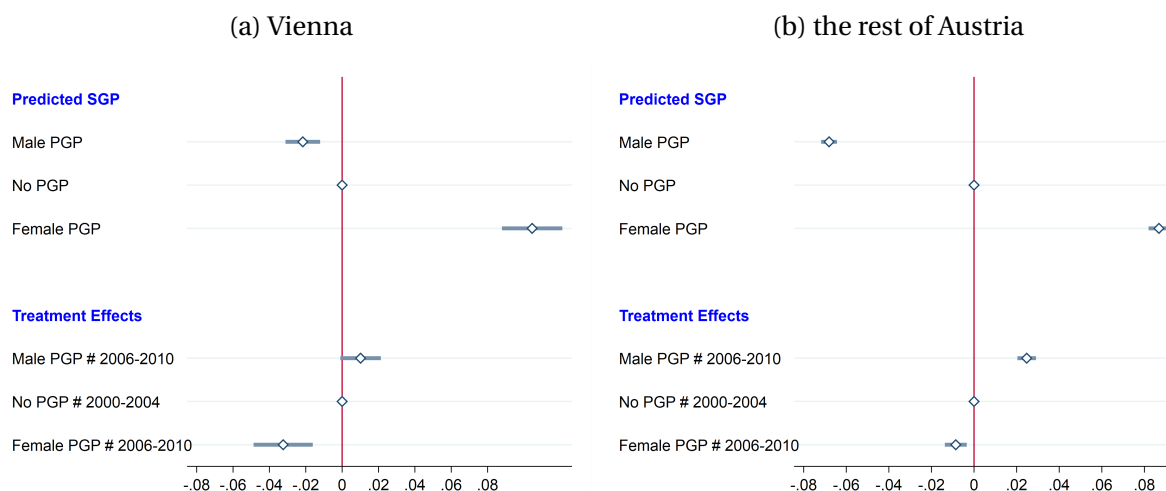 (a) Vienna
Predicted SGP
Male PGP
No PGP
Female PGP
Treatment Effects
Male PGP # 2006-2010
No PGP # 2000-2004
Female PGP # 2006-2010
-.08 -.06 -.04 -.02 0 .02 .04 .06 .08
(b) the rest of Austria
Predicted SGP
Male PGP
No PGP
Female PGP
Treatment Effects
Male PGP # 2006-2010
No PGP # 2000-2004
Female PGP # 2006-2010
-.08 -.06 -.04 -.02 0 .02 .04 .06 .08